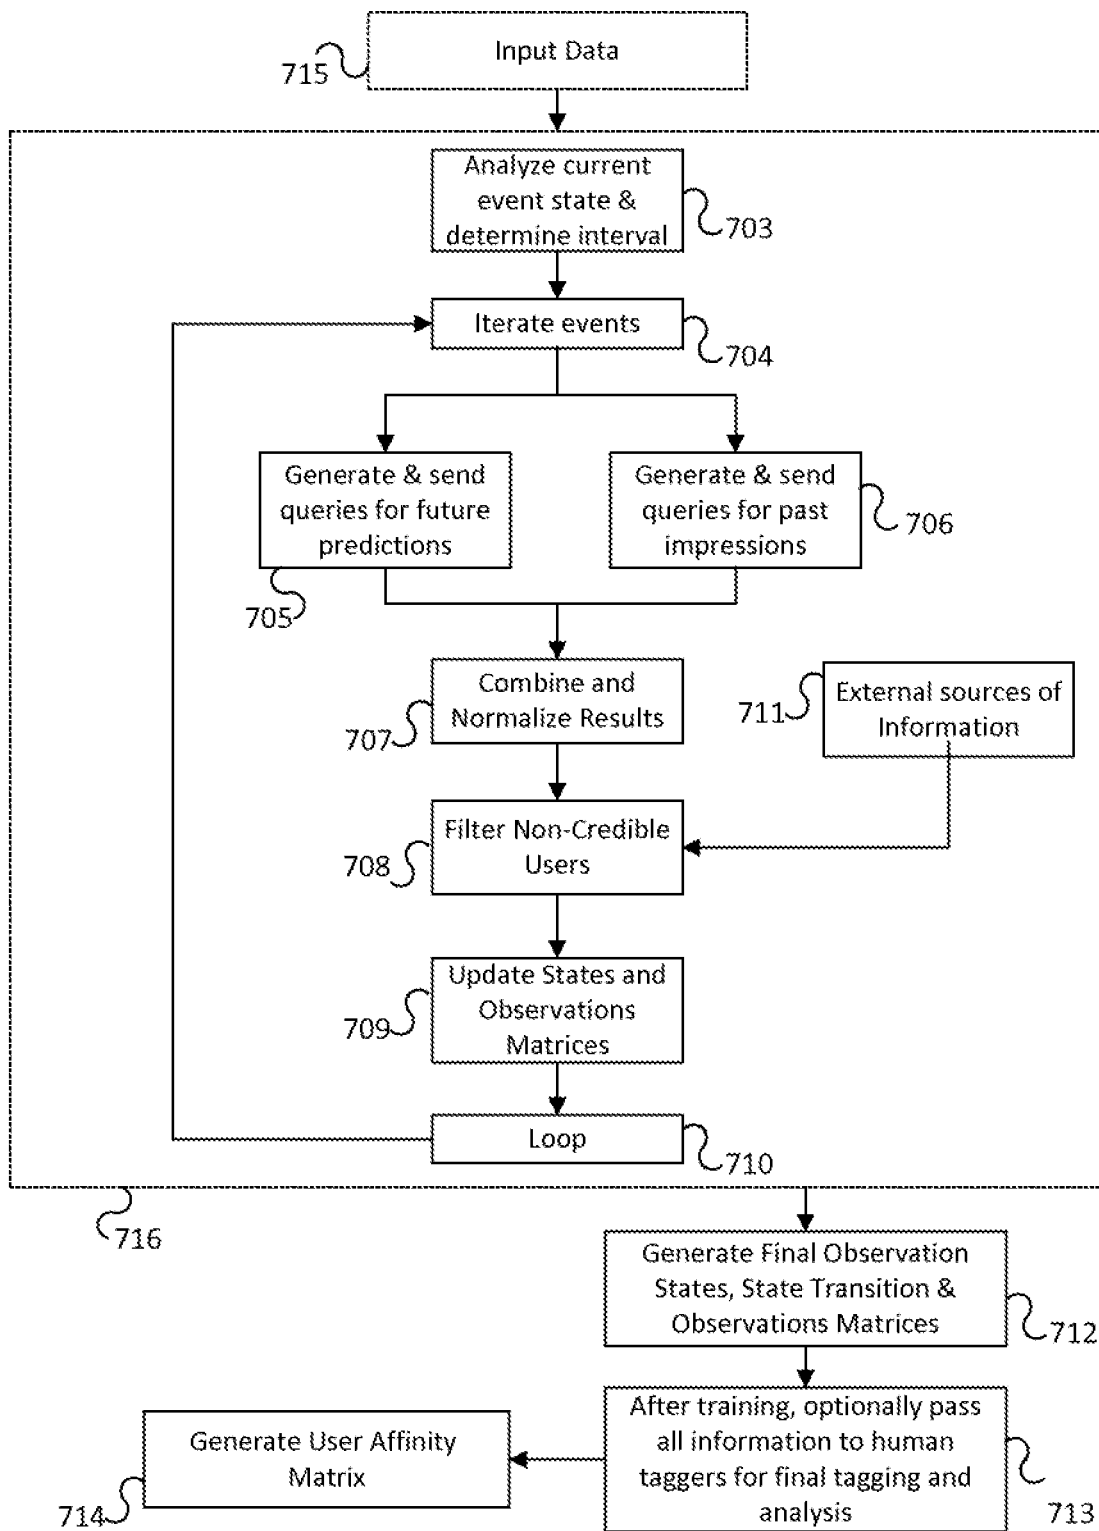 Input Data
715
Analyze current
event state &
determine interval
703
Iterate events
704
Generate & send
queries for future
predictions
705
Generate & send
queries for past
impressions
706
Combine and
Normalize Results
707
External sources of
Information
711
Filter Non-Credible
Users
708
Update States and
Observations
Matrices
709
Loop
710
716
Generate Final Observation
States, State Transition &
Observations Matrices
712
After training, optionally pass
all information to human
taggers for final tagging and
analysis
713
Generate User Affinity
Matrix
714